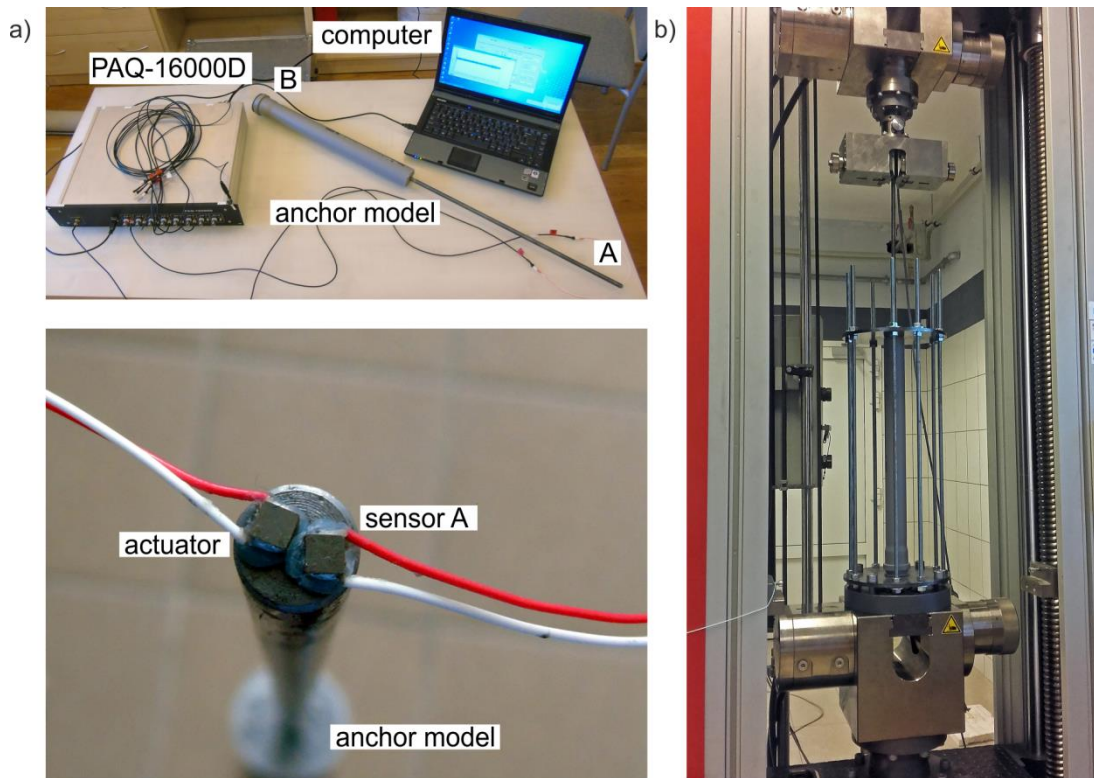 a)
computer
PAQ-16000D
B
anchor model
A
sensor A
actuator
anchor model
b)